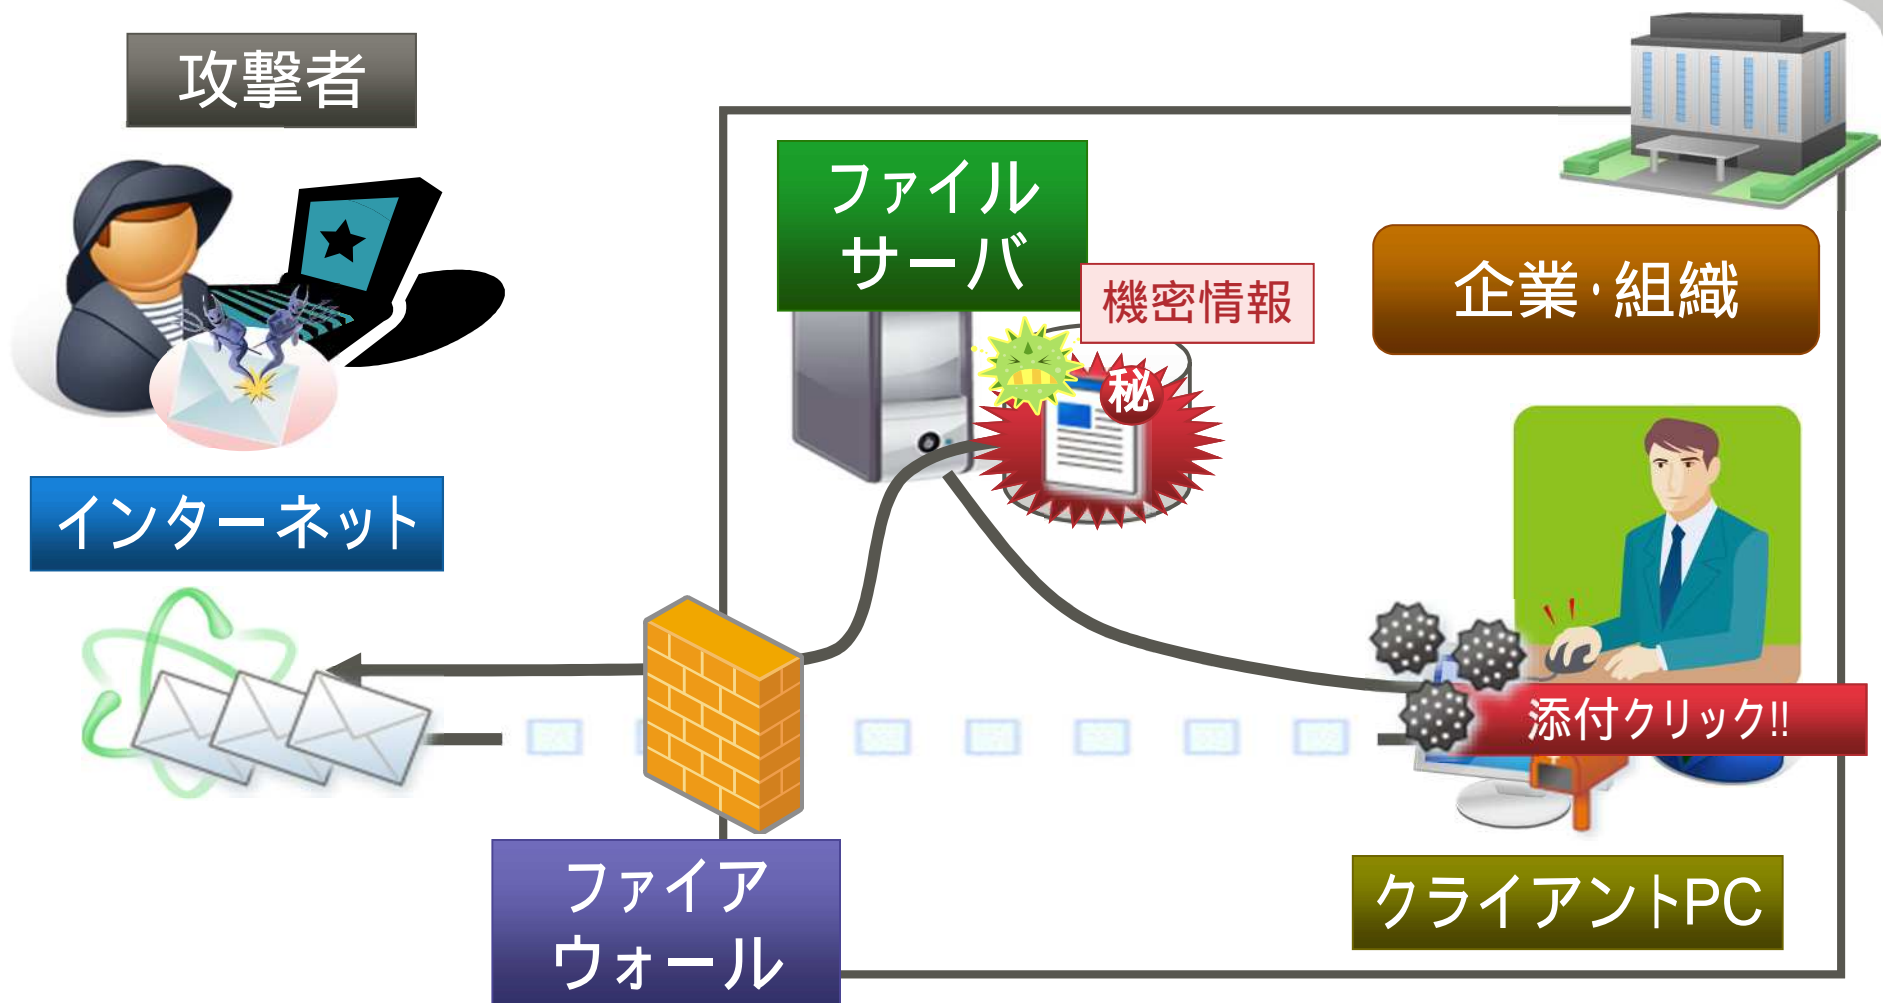 攻撃者
ファイル
サーバ
機密情報
秘
企業・組織
インターネット
添付クリック!!
ファイア
ウォール
クライアントPC